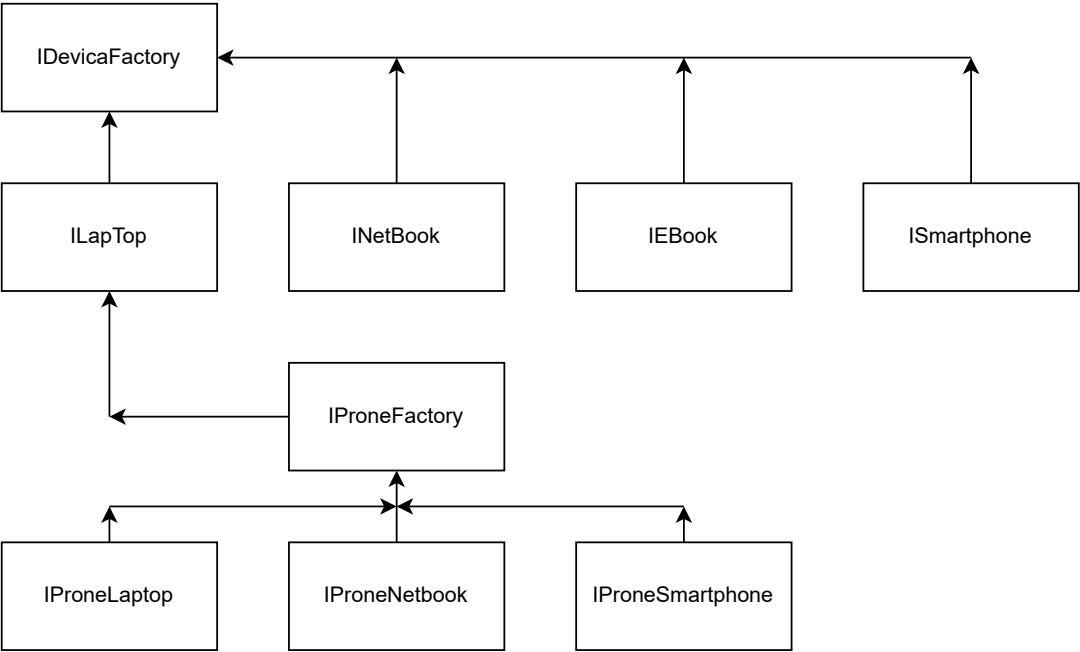 IDevicaFactory
ILapTop
INetBook
IEBook
ISmartphone
IProneFactory
IProneLaptop
IProneNetbook
IProneSmartphone